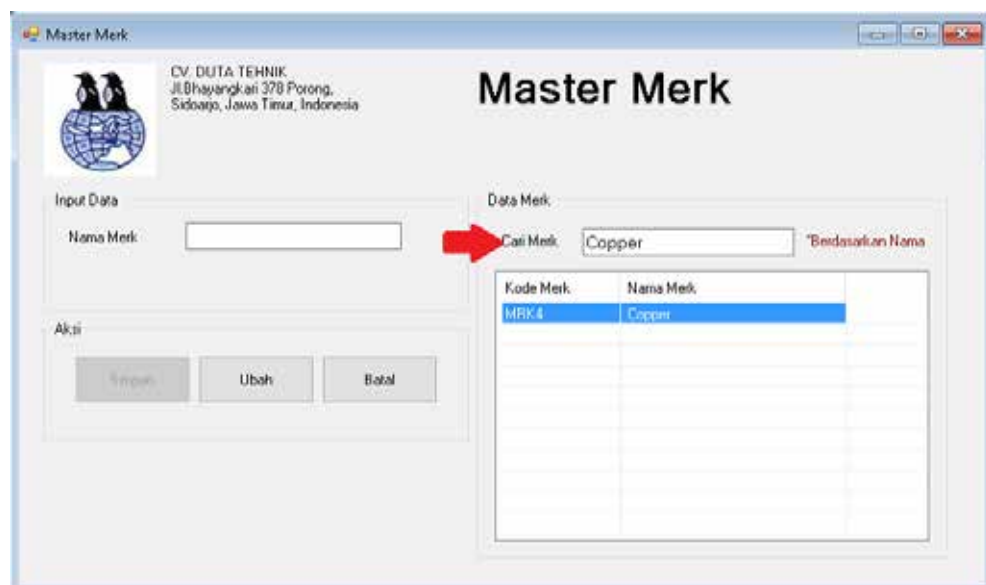 Master Merk
CV. DUTA TEHNIK
Jl.Bhayangkari 378 Porong,
Sidoarjo, Jawa Timur, Indonesia
Master Merk
Input Data
Nama Merk
Aksi
Simpan
Ubah
Batal
Data Merk
Cari Merk
Copper
*Berdasarkan Nama
Kode Merk
Nama Merk
MRK4
Copper